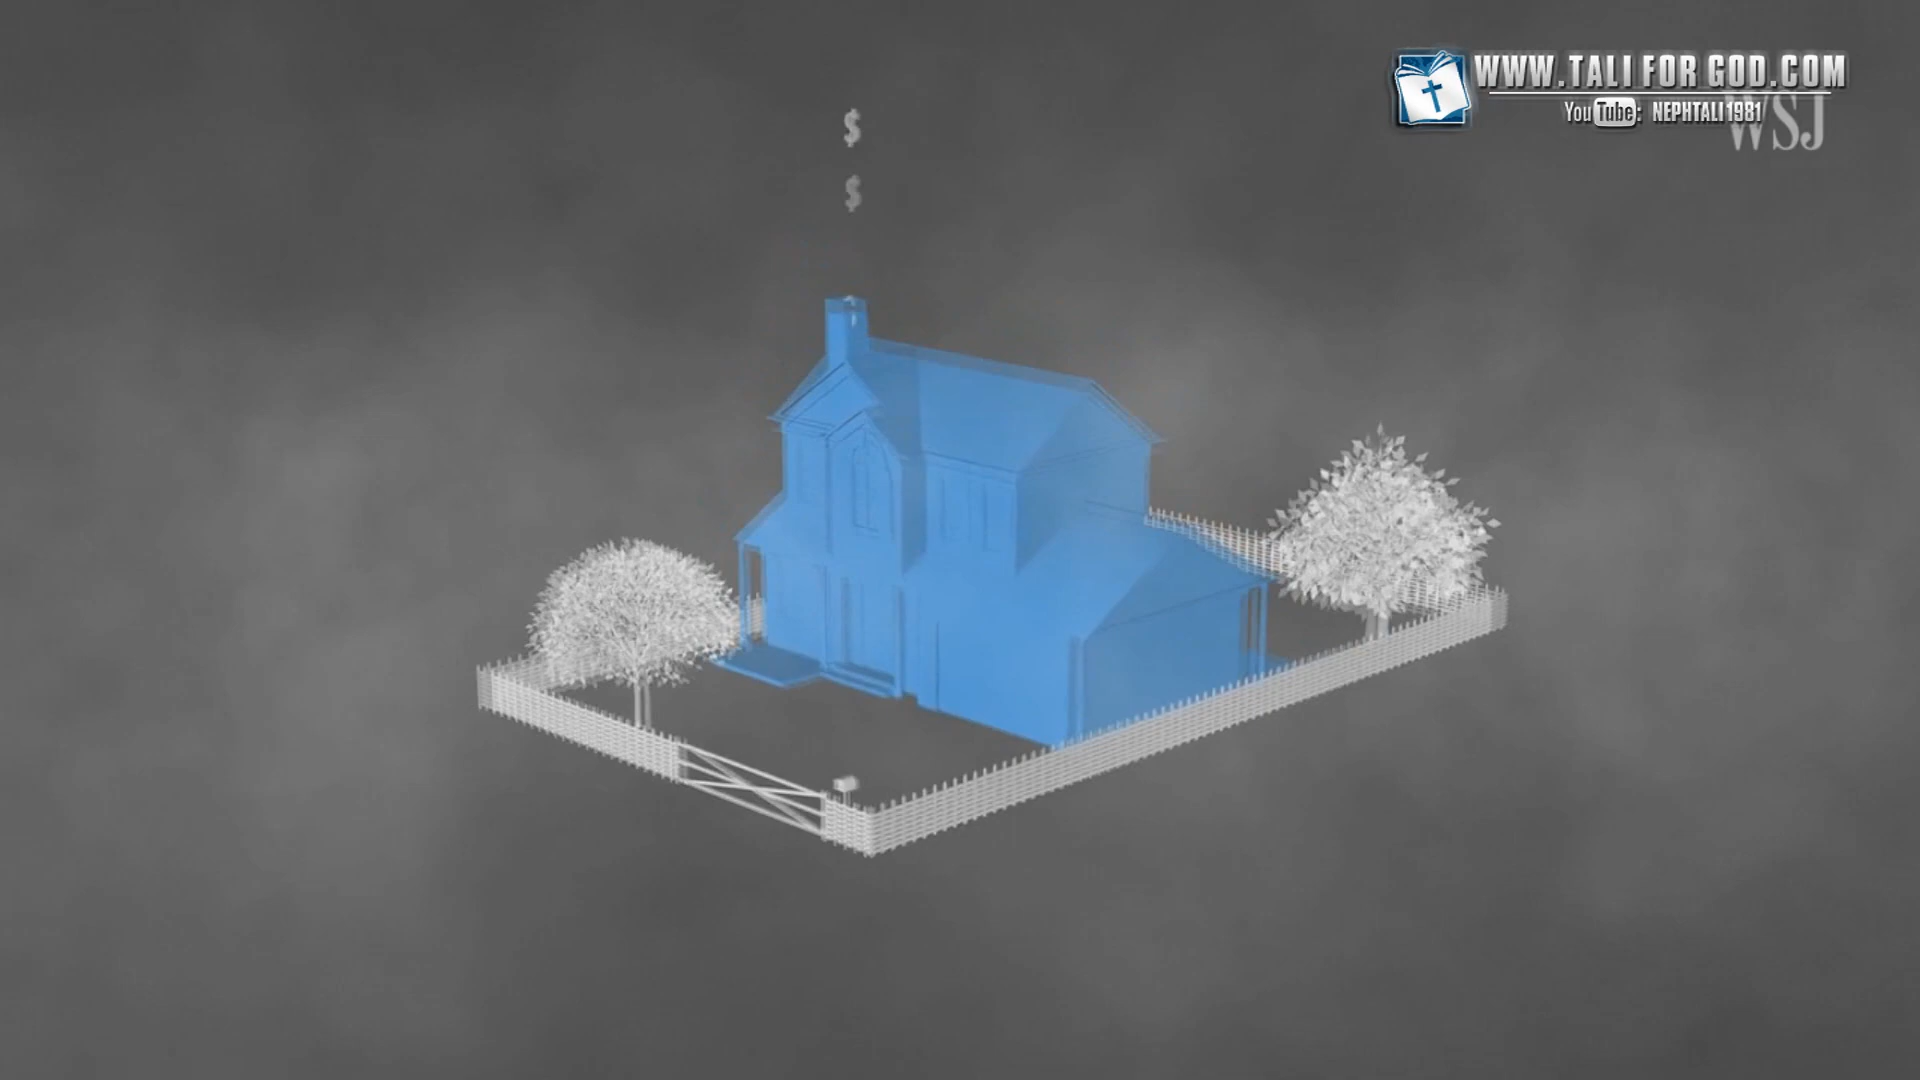 $
$
WWW.TALI FOR GOD.COM
YouTube: NEPHTALI1981
WSJ